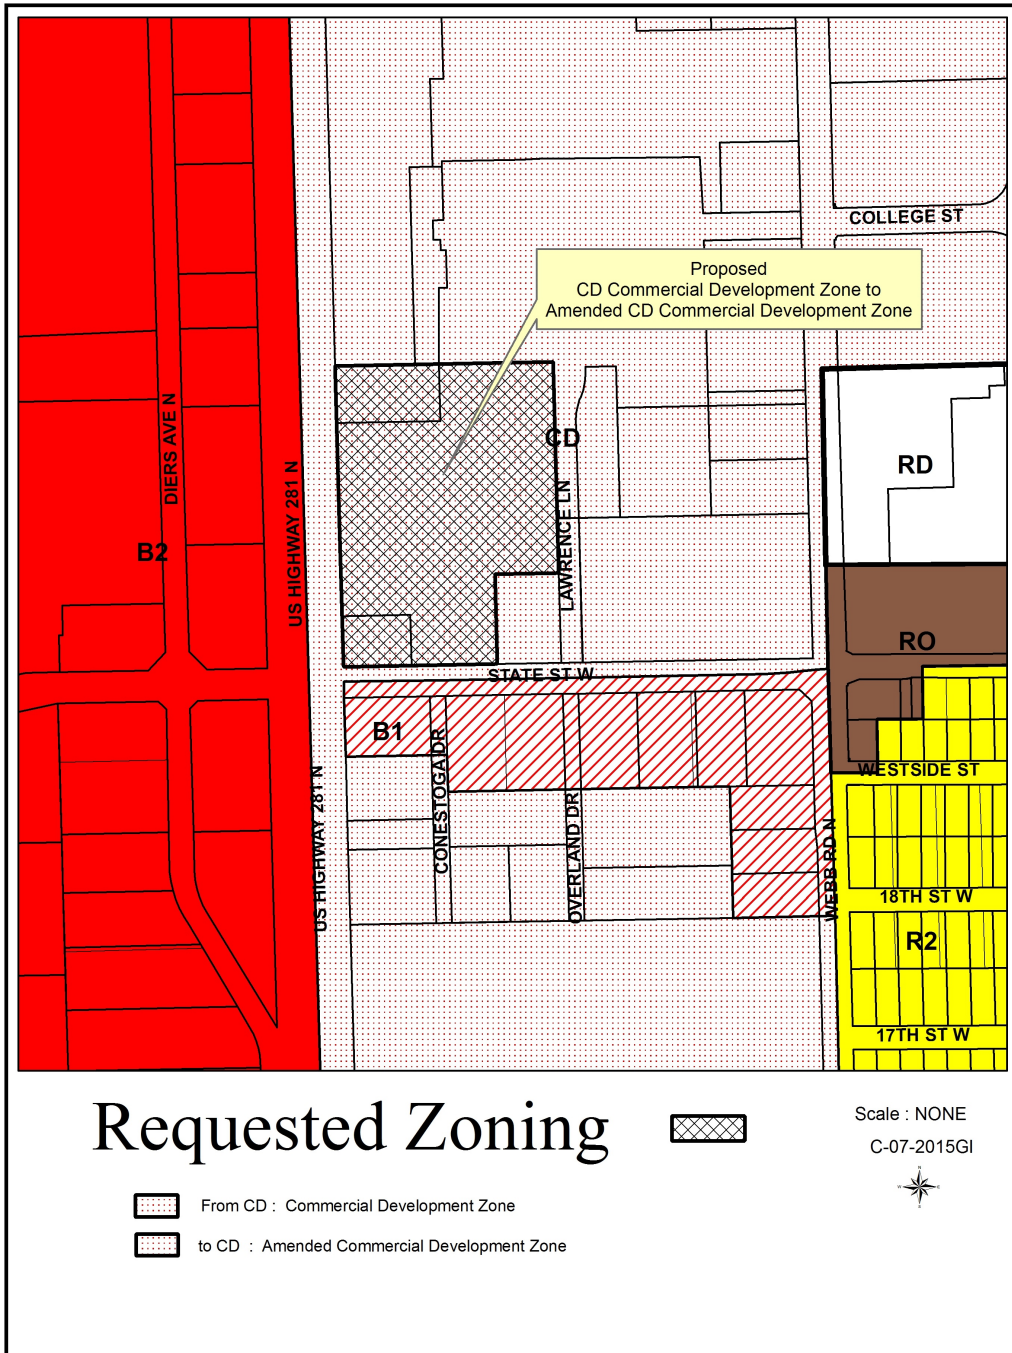 COLLEGE ST
Proposed
CD Commercial Development Zone to
Amended CD Commercial Development Zone
DIERS AVE N
CD
RD
US HIGHWAY 281 N
LAWRENCE LN
B2
RO
STATE ST W
B1
CONESTOGA DR
OVERLAND DR
US HIGHWAY 281 N
WEBB RD N
WESTSIDE ST
18TH ST W
R2
17TH ST W
Requested Zoning
Scale : NONE
C-07-2015GI
N
W E
S
From CD : Commercial Development Zone
to CD : Amended Commercial Development Zone